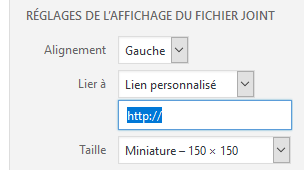 RÉGLAGES DE L'AFFICHAGE DU FICHIER JOINT
Alignement Gauche
Lier à Lien personnalisé
http://
Taille Miniature – 150 × 150